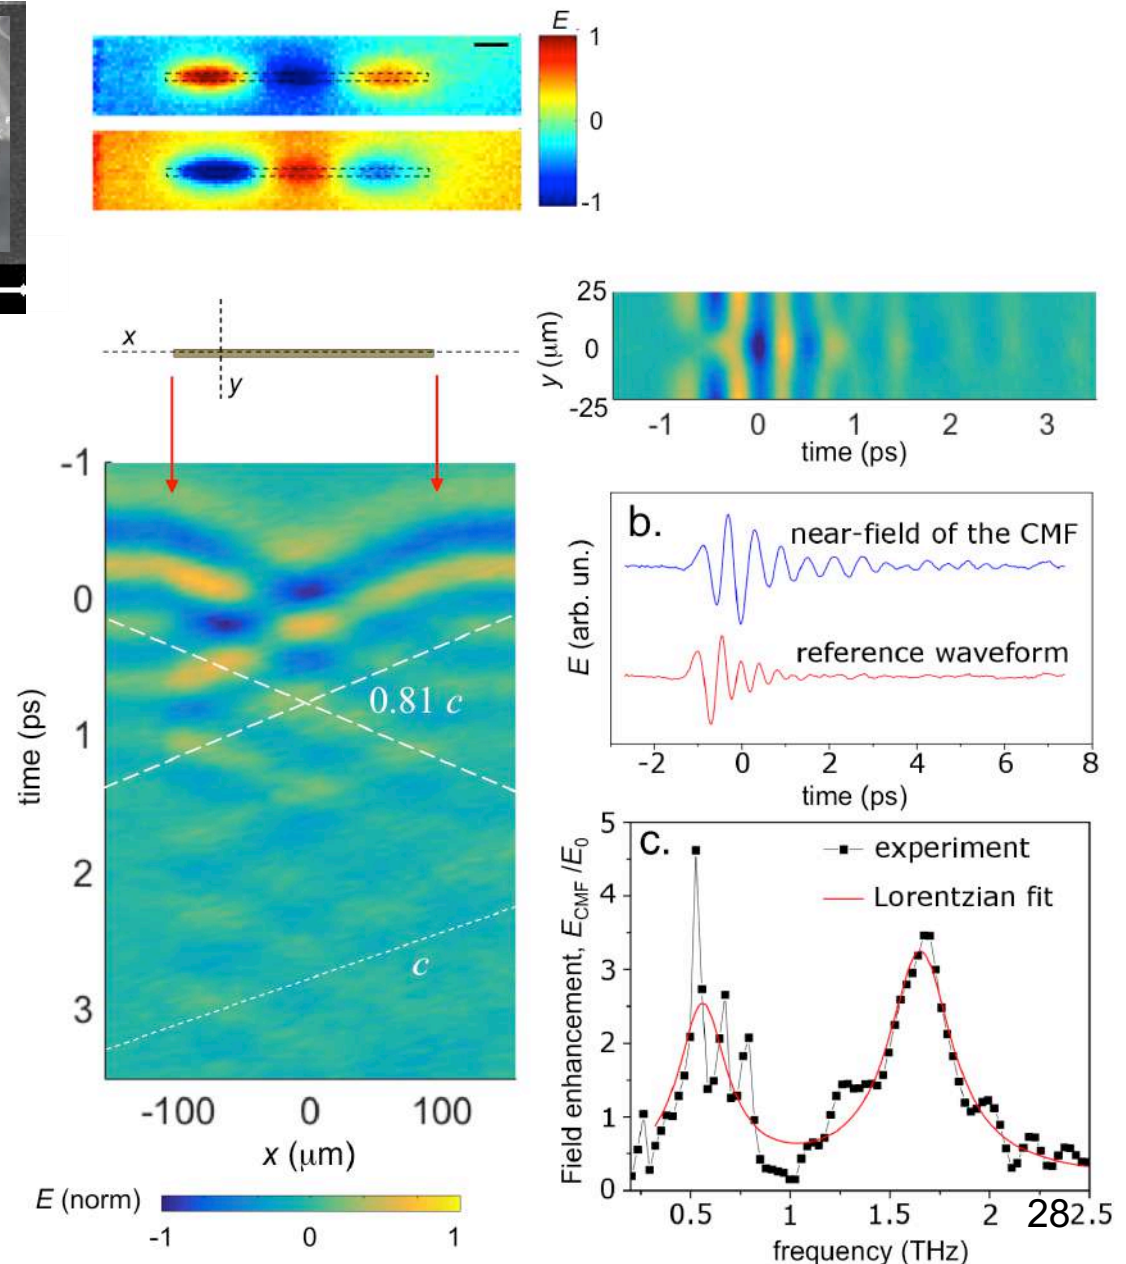 E
1
0
-1
x
y
25
0
-25
y (μm)
-1 0 1 2 3
time (ps)
-1
0
1
2
3
time (ps)
0.81 c
c
-100 0 100
x (μm)
E (norm)
-1 0 1
b.
near-field of the CMF
reference waveform
E (arb. un.)
-2 0 2 4 6 8
time (ps)
c.
experiment
Lorentzian fit
Field enhancement, E_CMF /E_0
5
4
3
2
1
0
0.5 1 1.5 2 2.5
28
frequency (THz)